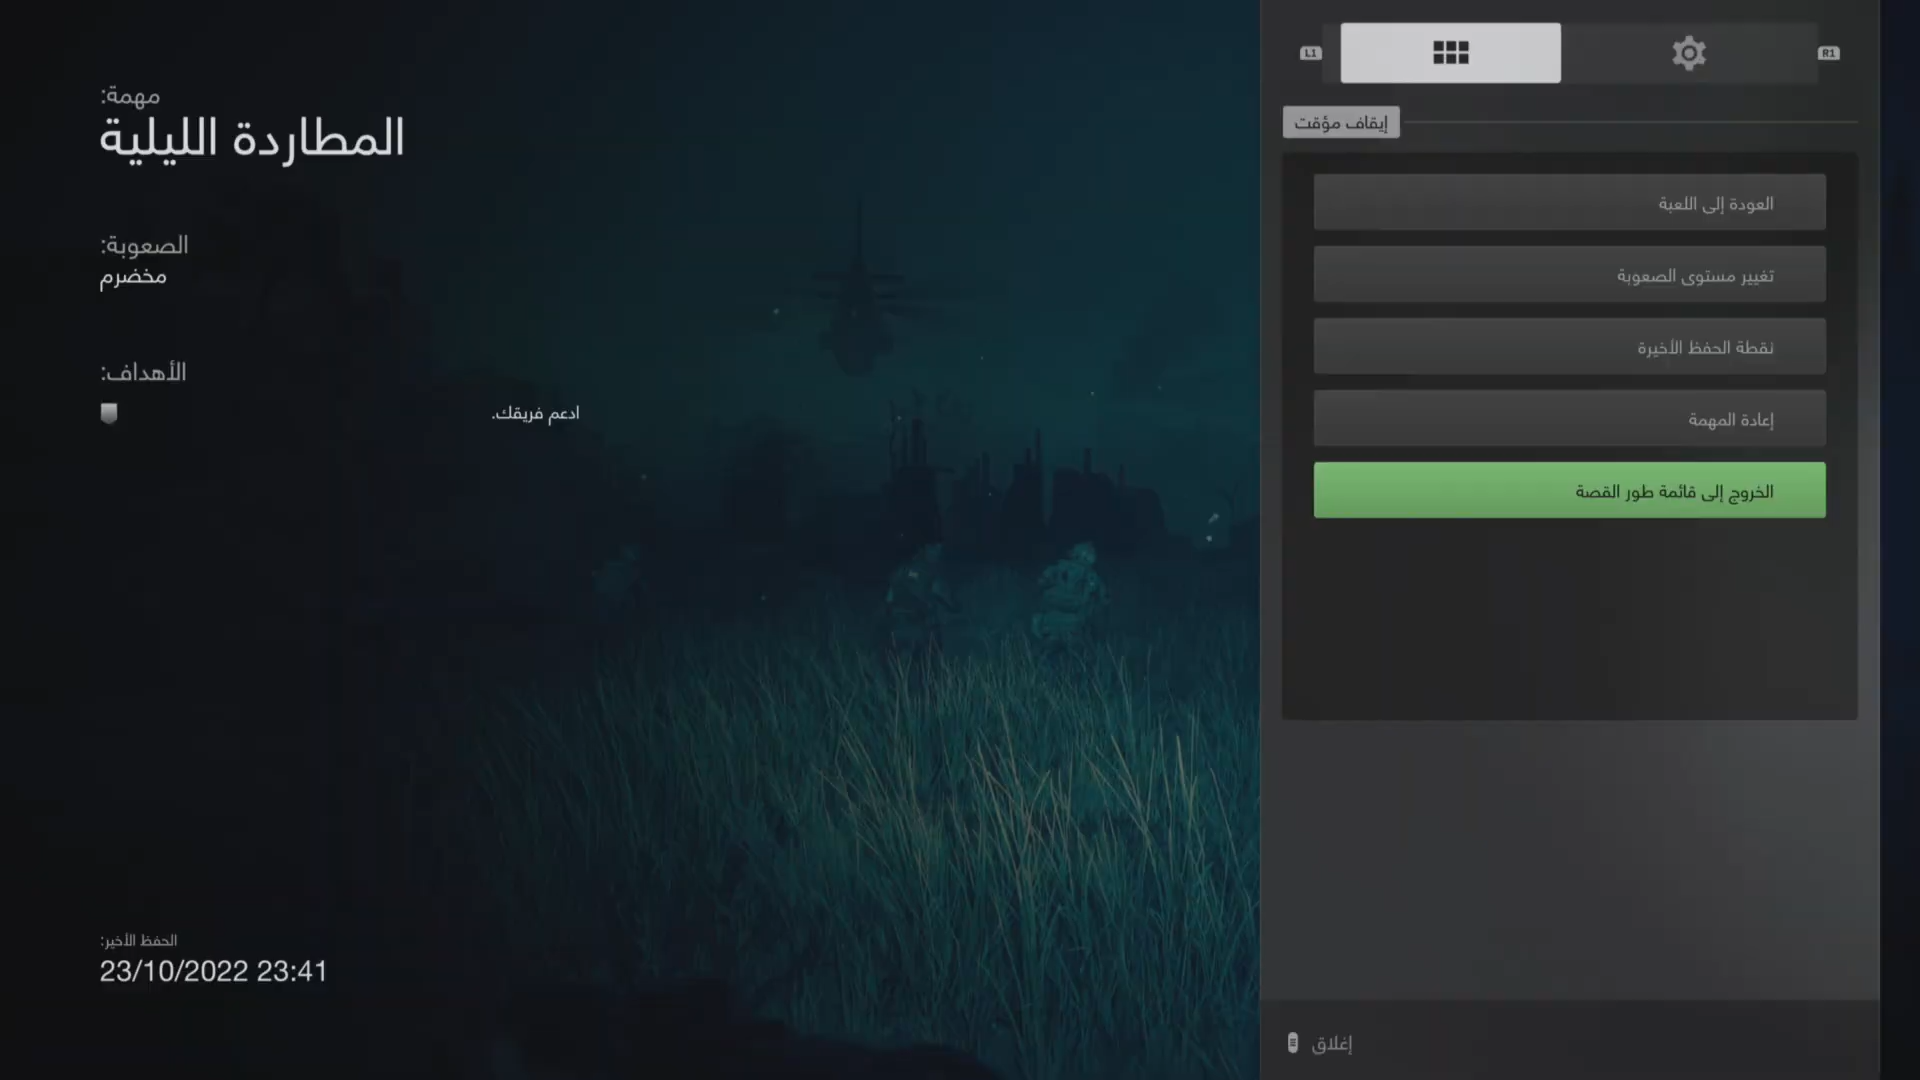 مهمة:
المطاردة الليلية
الصعوبة:
مخضرم
الأهداف:
ادعم فريقك.
الحفظ الأخير:
23/10/2022 23:41
L1
R1
إيقاف مؤقت
العودة إلى اللعبة
تغيير مستوى الصعوبة
نقطة الحفظ الأخيرة
إعادة المهمة
الخروج إلى قائمة طور القصة
إغلاق